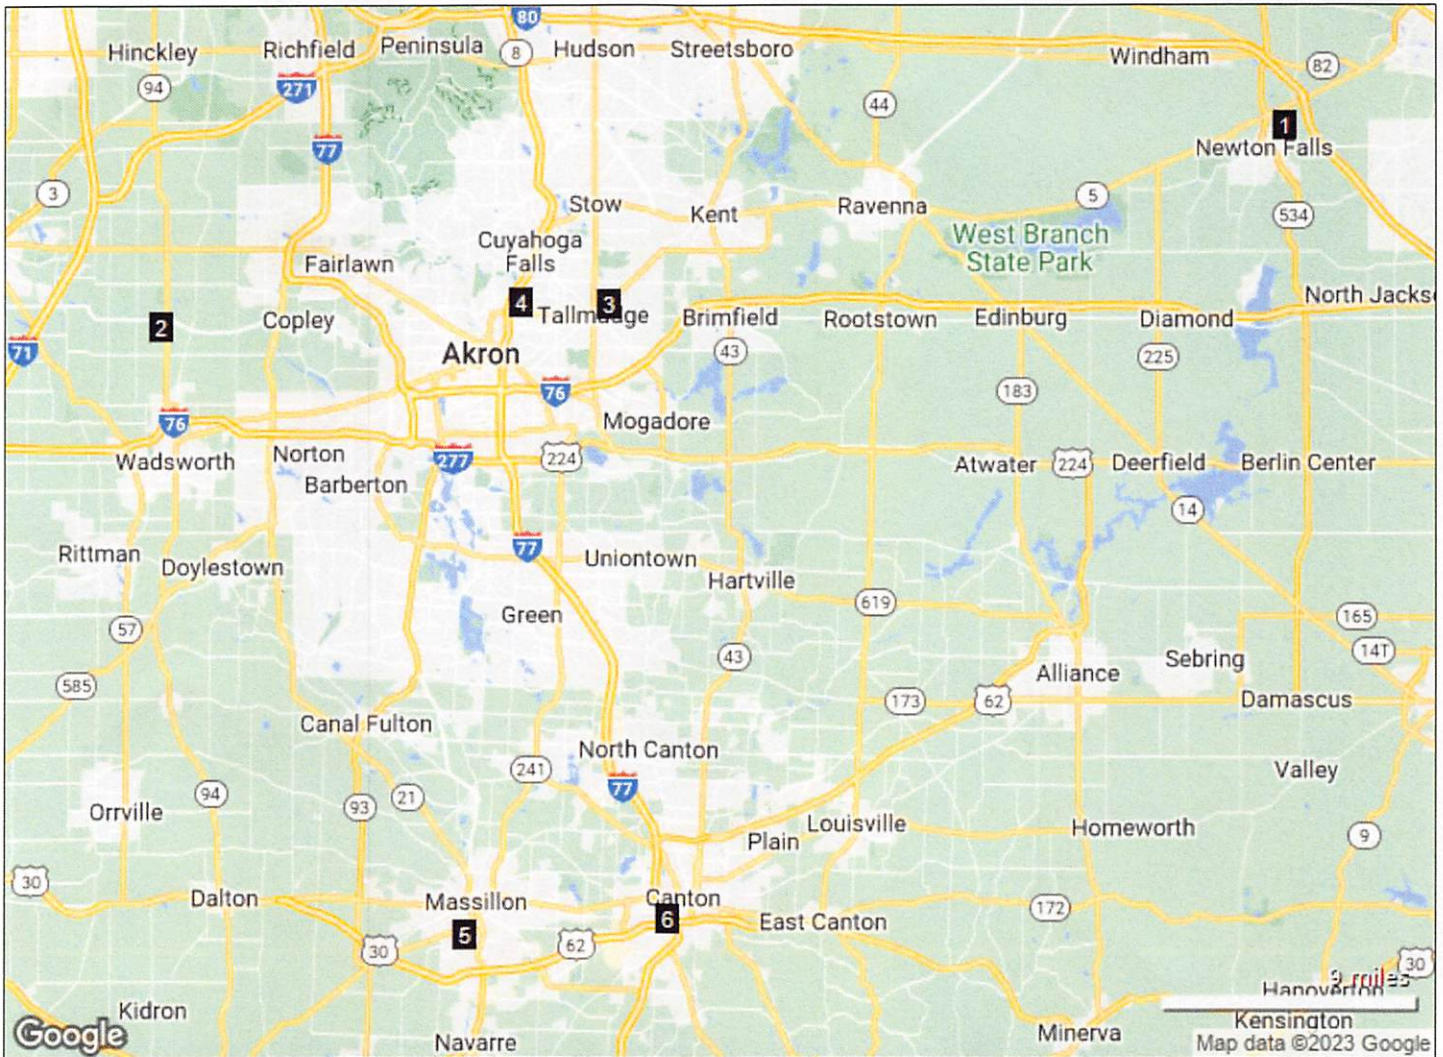 80
Hinckley
Richfield
Peninsula
8
Hudson
Streetsboro
Windham
82
94
271
44
77
1
Newton Falls
3
Stow
Kent
Ravenna
5
534
Cuyahoga
Falls
West Branch
State Park
Fairlawn
4
3
North Jacks
2
Copley
Tallmadge
Brimfield
Rootstown
Edinburg
Diamond
71
Akron
43
225
76
183
76
Mogadore
Wadsworth
Norton
277
224
Atwater
224
Deerfield
Berlin Center
Barberton
14
Rittman
Doylestown
77
Uniontown
Hartville
Green
619
165
57
43
14T
585
Alliance
Sebring
173
62
Damascus
Canal Fulton
North Canton
241
77
Valley
94
93
21
Orrville
Plain
Louisville
Homeworth
9
30
Dalton
Massillon
Canton
172
5
6
East Canton
30
62
30
9 miles
Hanoverton
Kidron
Kensington
Google
Navarre
Minerva
Map data ©2023 Google